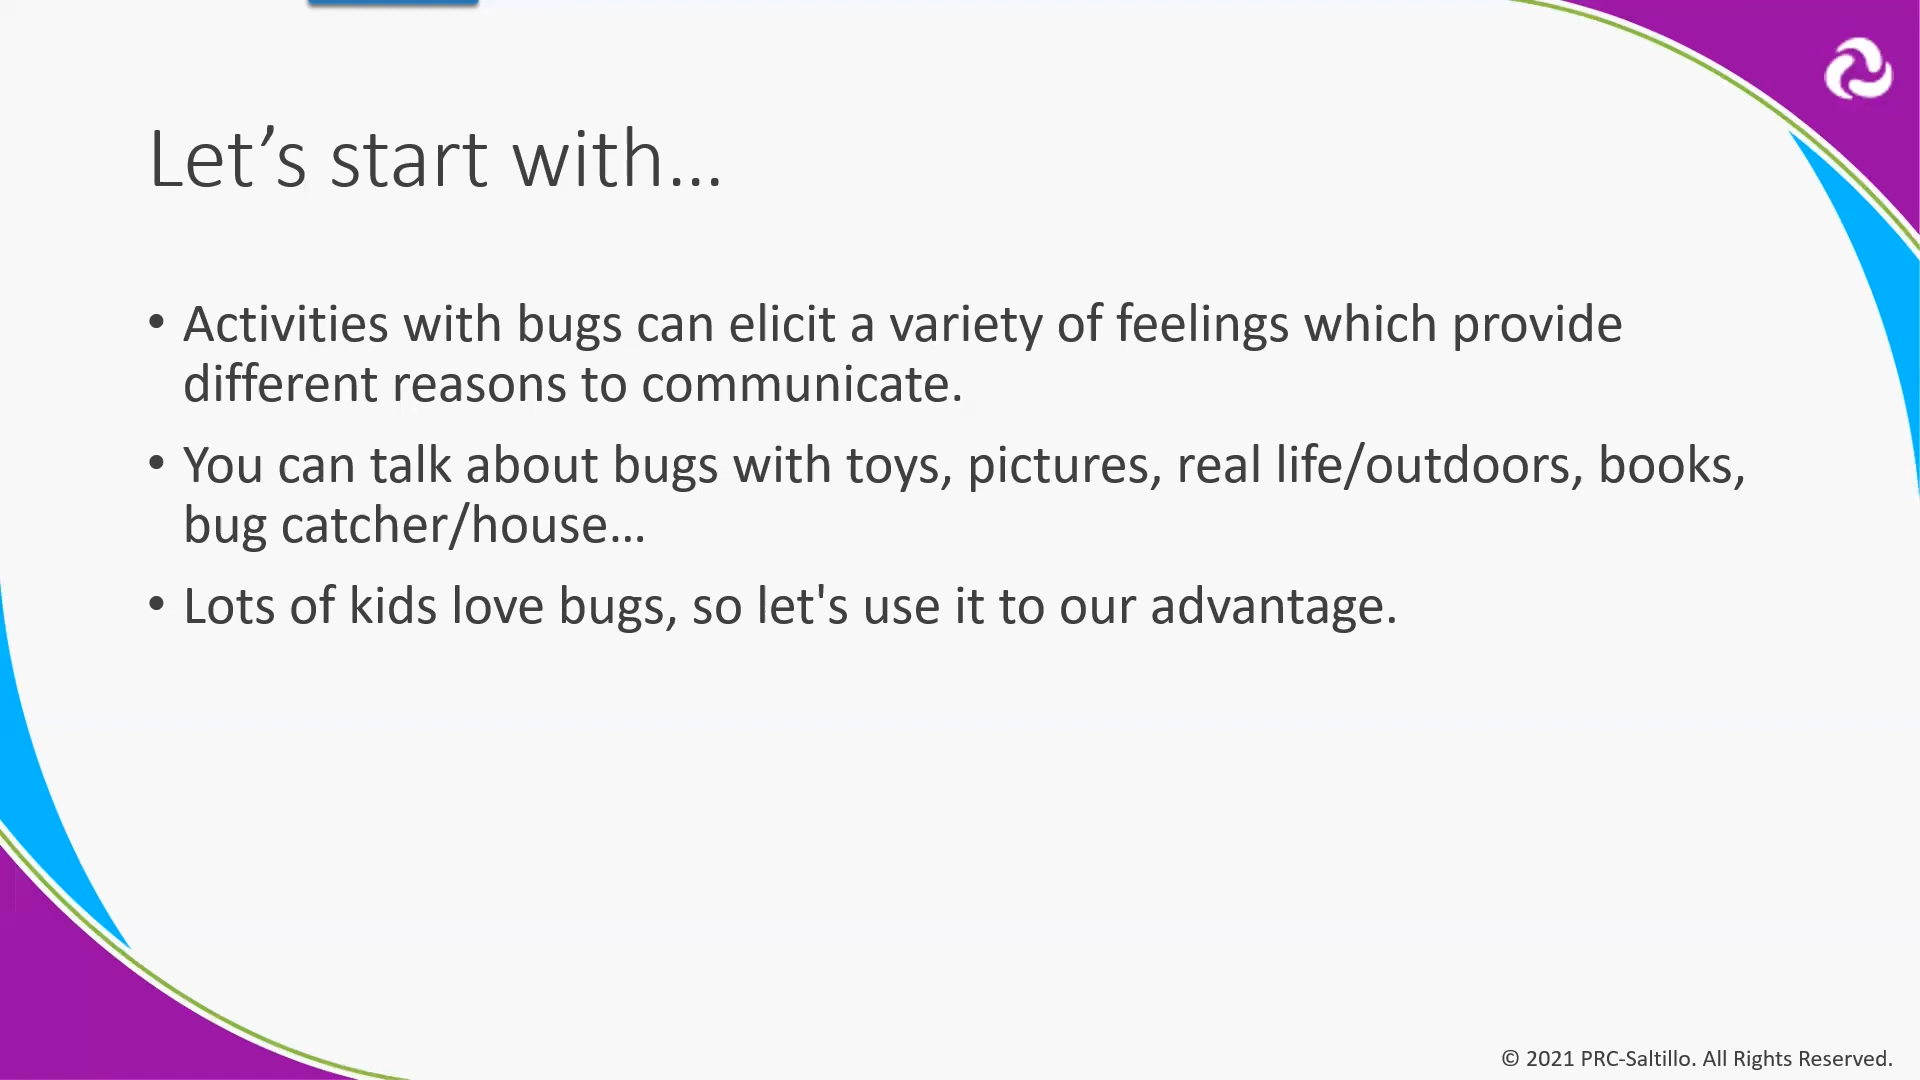 Let’s start with…
• Activities with bugs can elicit a variety of feelings which provide
different reasons to communicate.
• You can talk about bugs with toys, pictures, real life/outdoors, books,
bug catcher/house…
• Lots of kids love bugs, so let's use it to our advantage.
© 2021 PRC-Saltillo. All Rights Reserved.